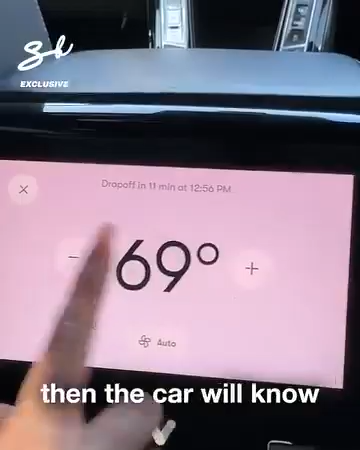 EXCLUSIVE
Dropoff in 11 min at 12:56 PM
69°
Auto
then the car will know